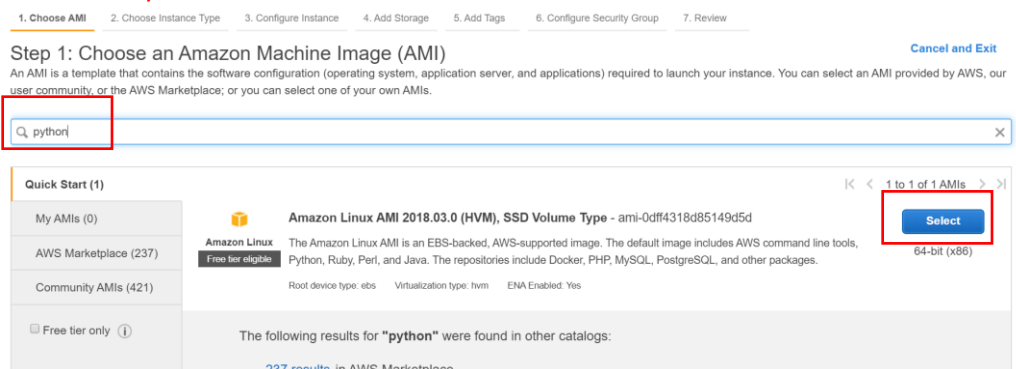 1. Choose AMI 2. Choose Instance Type 3. Configure Instance 4. Add Storage 5. Add Tags 6. Configure Security Group 7. Review
Step 1: Choose an Amazon Machine Image (AMI)
Cancel and Exit
An AMI is a template that contains the software configuration (operating system, application server, and applications) required to launch your instance. You can select an AMI provided by AWS, our
user community, or the AWS Marketplace; or you can select one of your own AMIs.
python
Quick Start (1)
1 to 1 of 1 AMIs
My AMIs (0)
AWS Marketplace (237)
Community AMIs (421)
Free tier only
Amazon Linux
Free tier eligible
Amazon Linux AMI 2018.03.0 (HVM), SSD Volume Type - ami-0dff4318d85149d5d
The Amazon Linux AMI is an EBS-backed, AWS-supported image. The default image includes AWS command line tools,
Python, Ruby, Perl, and Java. The repositories include Docker, PHP, MySQL, PostgreSQL, and other packages.
Root device type: ebs Virtualization type: hvm ENA Enabled: Yes
Select
64-bit (x86)
The following results for "python" were found in other catalogs:
237 results in AWS Marketplace